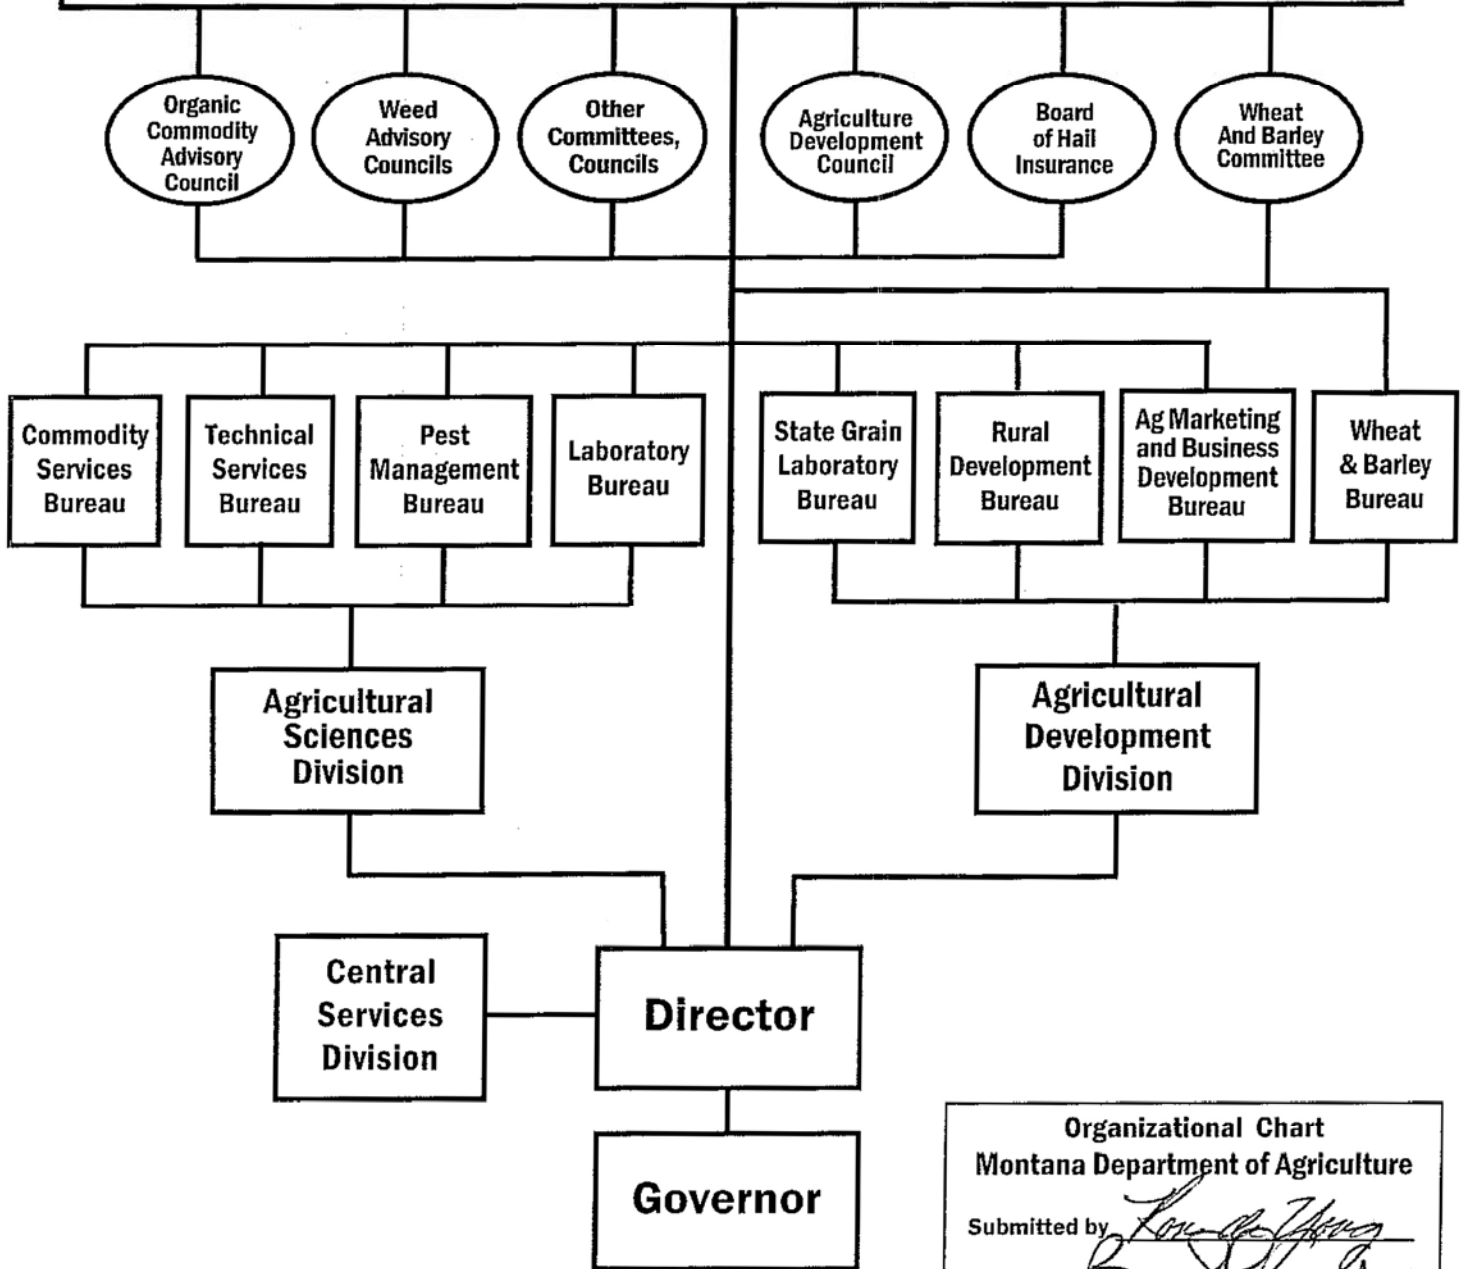 Organic
Commodity
Advisory
Council
Weed
Advisory
Councils
Other
Committees,
Councils
Agriculture
Development
Council
Board
of Hail
Insurance
Wheat
And Barley
Committee
Commodity
Services
Bureau
Technical
Services
Bureau
Pest
Management
Bureau
Laboratory
Bureau
State Grain
Laboratory
Bureau
Rural
Development
Bureau
Ag Marketing
and Business
Development
Bureau
Wheat
& Barley
Bureau
Agricultural
Sciences
Division
Agricultural
Development
Division
Central
Services
Division
Director
Governor
Organizational Chart
Montana Department of Agriculture
Submitted by